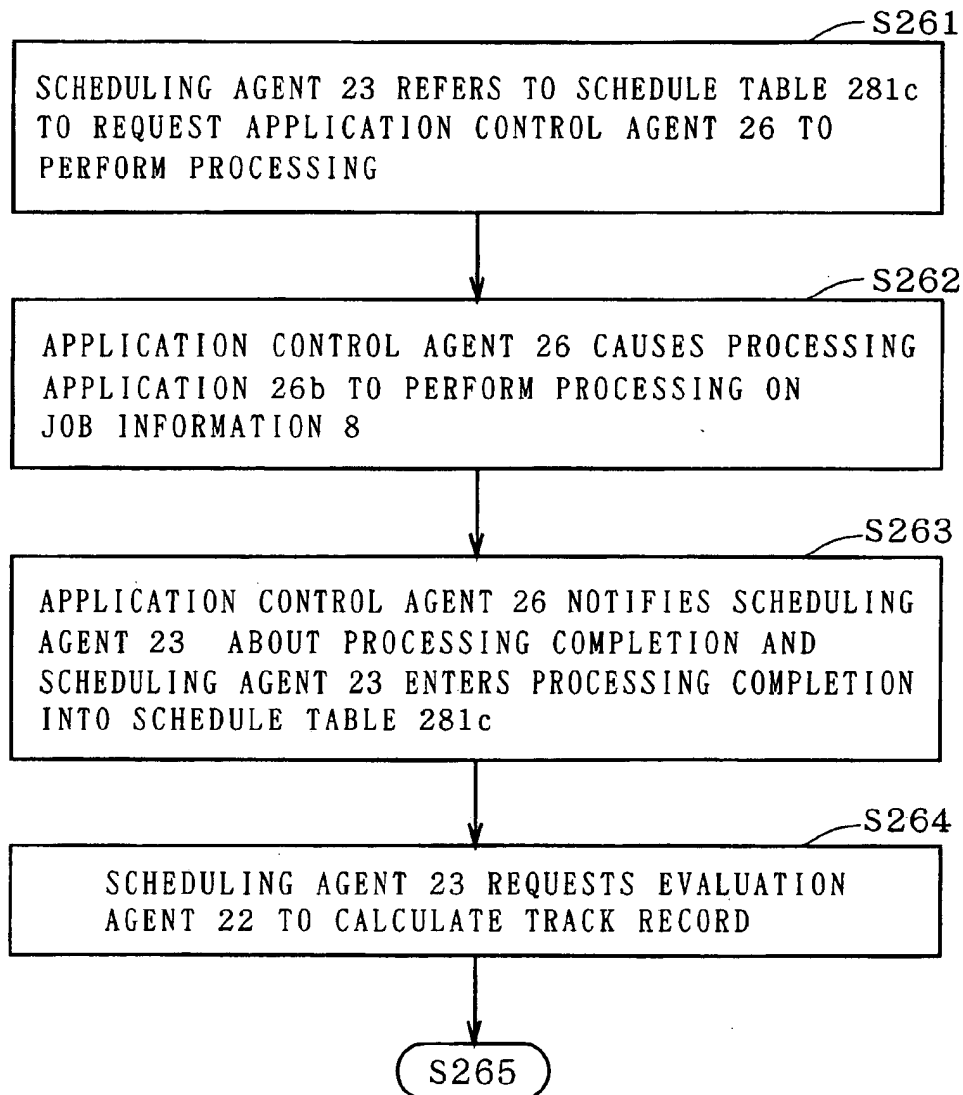 S261
SCHEDULING AGENT 23 REFERS TO SCHEDULE TABLE 281c
TO REQUEST APPLICATION CONTROL AGENT 26 TO
PERFORM PROCESSING
S262
APPLICATION CONTROL AGENT 26 CAUSES PROCESSING
APPLICATION 26b TO PERFORM PROCESSING ON
JOB INFORMATION 8
S263
APPLICATION CONTROL AGENT 26 NOTIFIES SCHEDULING
AGENT 23 ABOUT PROCESSING COMPLETION AND
SCHEDULING AGENT 23 ENTERS PROCESSING COMPLETION
INTO SCHEDULE TABLE 281c
S264
SCHEDULING AGENT 23 REQUESTS EVALUATION
AGENT 22 TO CALCULATE TRACK RECORD
S265